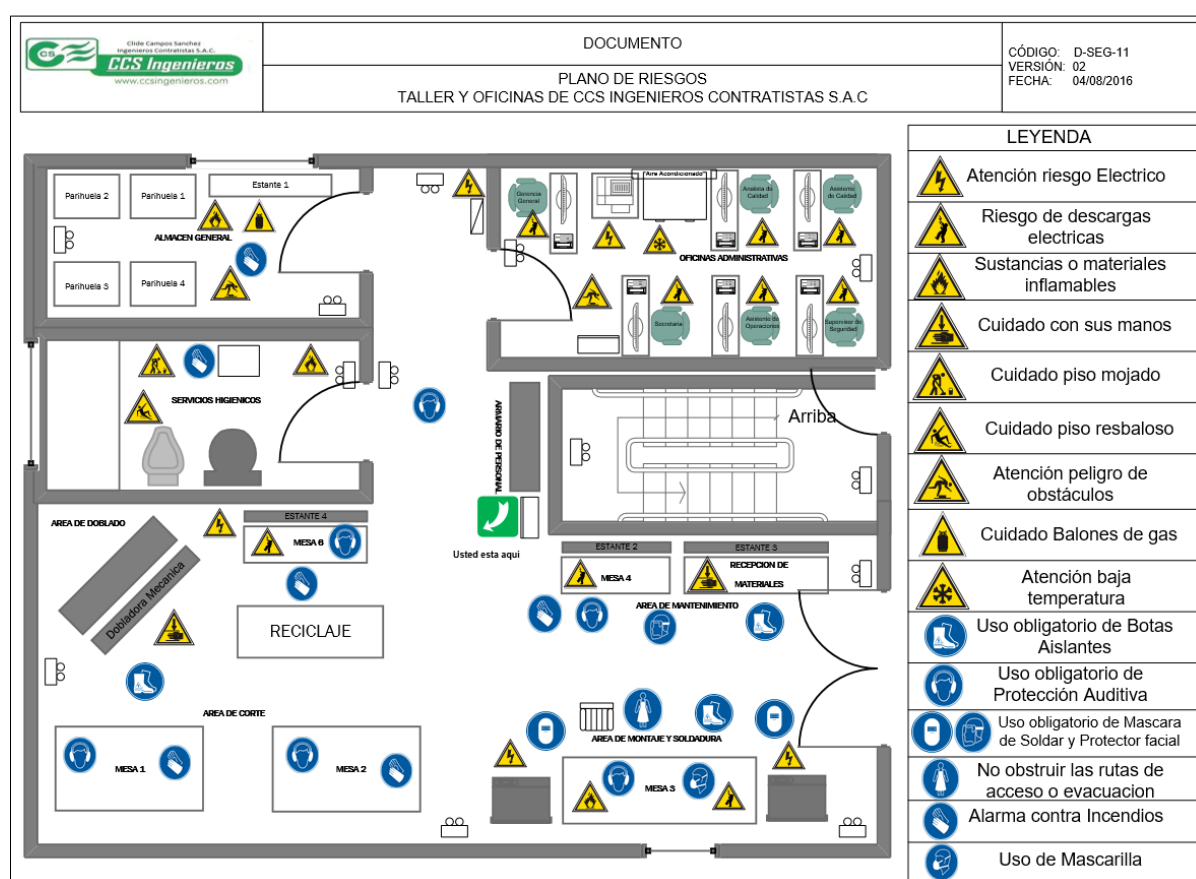 Clide Campos Sanchez
Ingenieros Contratistas S.A.C.
CS
CCS Ingenieros
www.ccsingenieros.com
DOCUMENTO
PLANO DE RIESGOS
TALLER Y OFICINAS DE CCS INGENIEROS CONTRATISTAS S.A.C
CÓDIGO: D-SEG-11
VERSIÓN: 02
FECHA: 04/08/2016
Parihuela 2
Parihuela 1
Estante 1
ALMACEN GENERAL
Parihuela 3
Parihuela 4
Gerencia
General
"Aire Acondicionado"
Analista de
Calidad
Asistente
de Calidad
OFICINAS ADMINISTRATIVAS
Secretaria
Asistente de
Operaciones
Supervisor de
Seguridad
SERVICIOS HIGIENICOS
ARMARIO DE PERSONAL
Arriba
Usted esta aqui
AREA DE DOBLADO
Dobladora Mecanica
ESTANTE 4
MESA 6
RECICLAJE
ESTANTE 2
MESA 4
ESTANTE 3
RECEPCION DE
MATERIALES
AREA DE MANTENIMIENTO
AREA DE CORTE
MESA 1
MESA 2
AREA DE MONTAJE Y SOLDADURA
MESA 3
LEYENDA
Atención riesgo Electrico
Riesgo de descargas
electricas
Sustancias o materiales
inflamables
Cuidado con sus manos
Cuidado piso mojado
Cuidado piso resbaloso
Atención peligro de
obstáculos
Cuidado Balones de gas
Atención baja
temperatura
Uso obligatorio de Botas
Aislantes
Uso obligatorio de
Protección Auditiva
Uso obligatorio de Mascara
de Soldar y Protector facial
No obstruir las rutas de
acceso o evacuacion
Alarma contra Incendios
Uso de Mascarilla